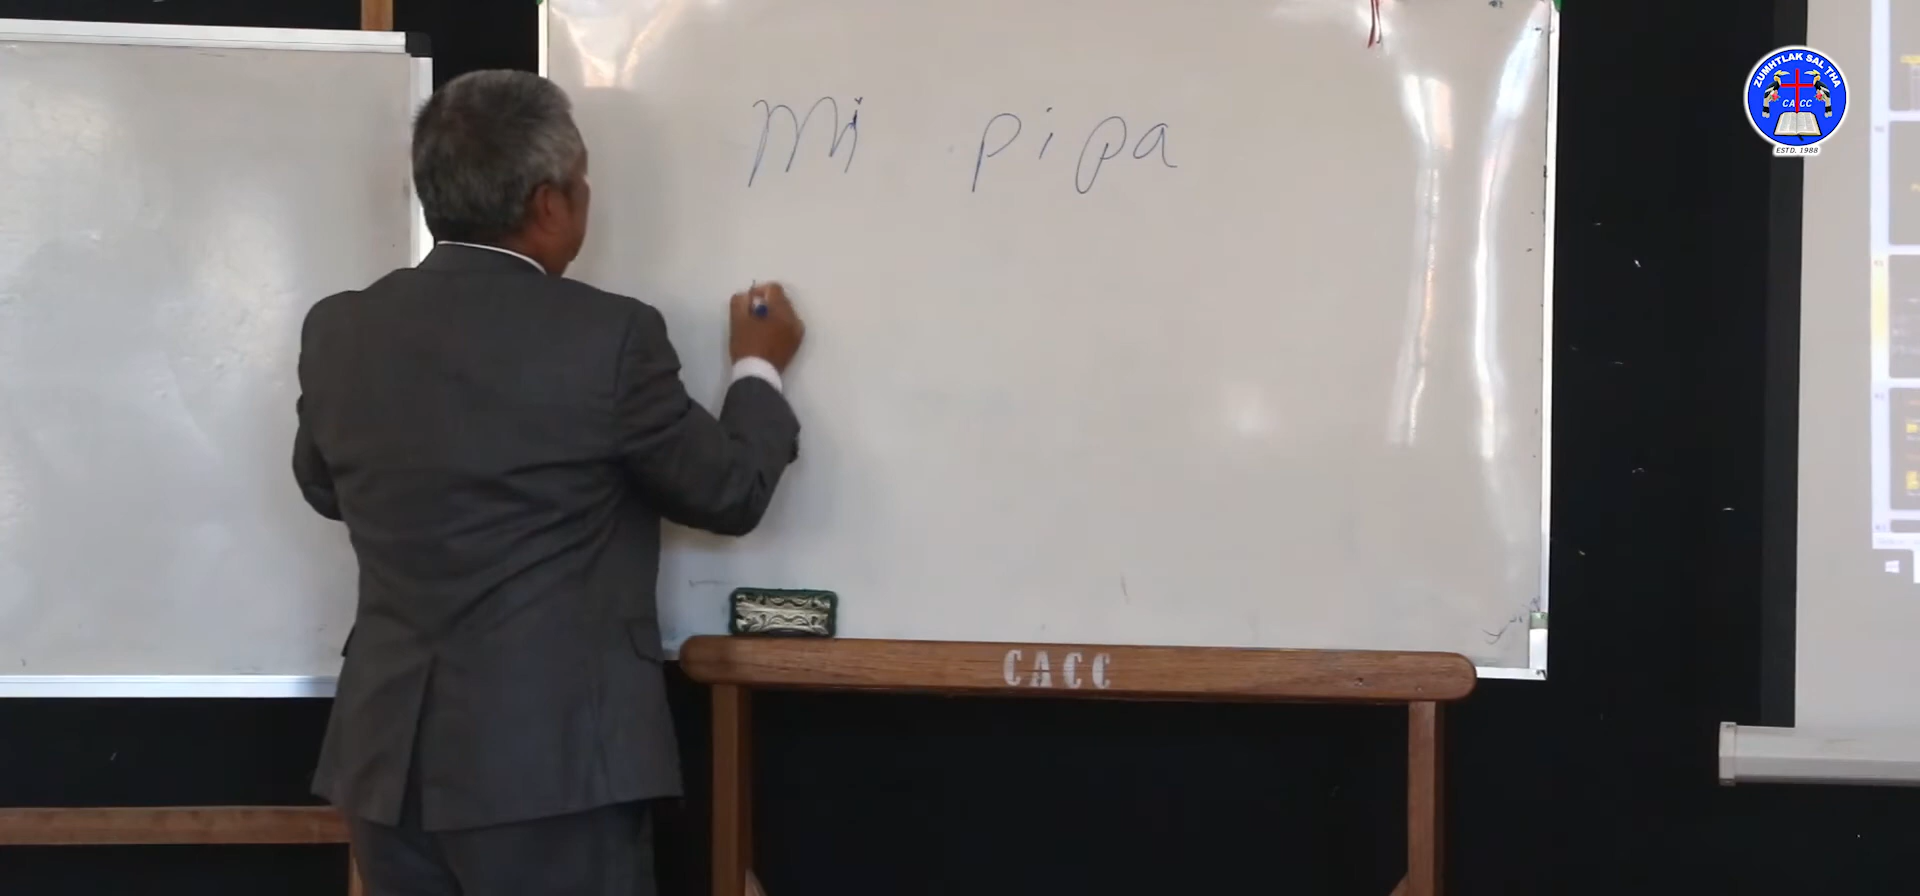 Mi pipa
CACC
ZUMHTLAK SAL THA
CACC
ESTD. 1988